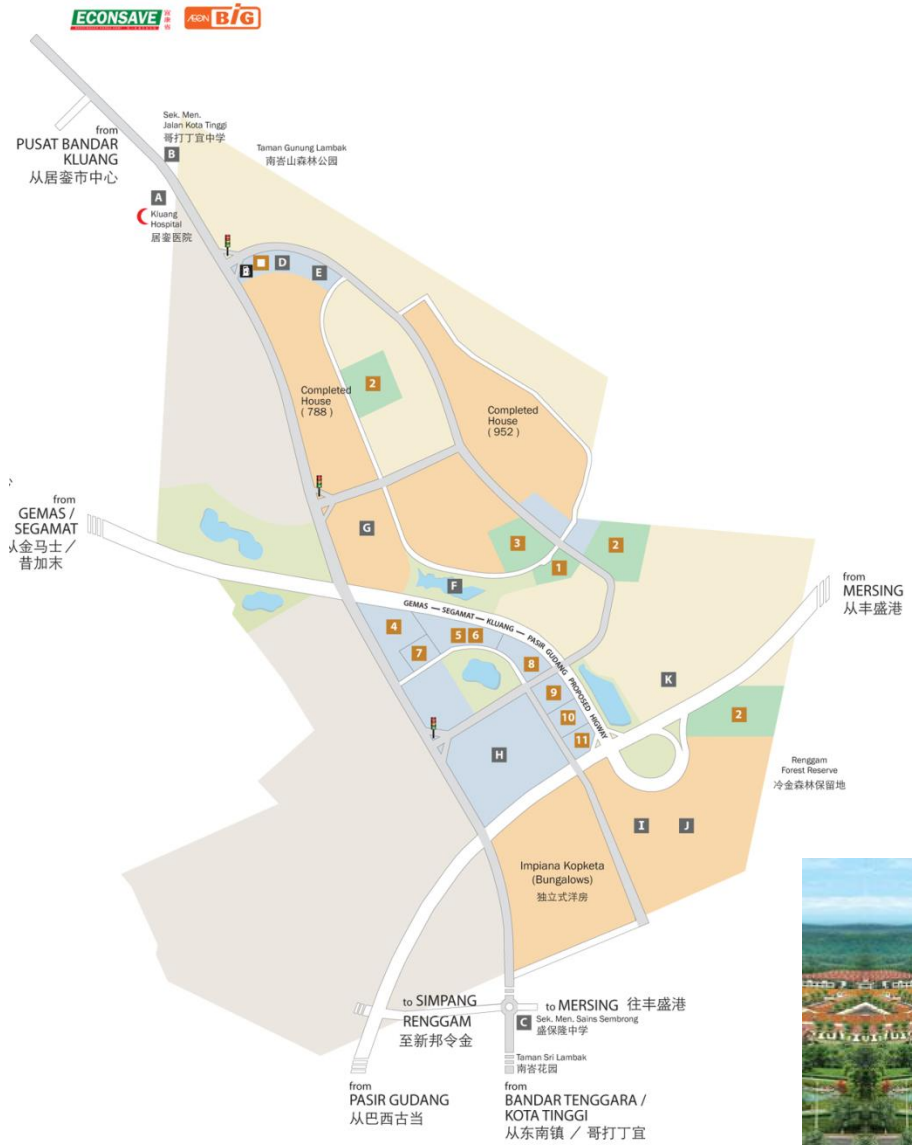 ECONSAVE
AEON BiG
from
PUSAT BANDAR
KLUANG
从居銮市中心
Sek. Men.
Jalan Kota Tinggi
哥打丁宜中学
B
Taman Gunung Lambak
南峇山森林公园
A
Kluang
Hospital
居銮医院
D
E
2
Completed
House
( 788 )
Completed
House
( 952 )
from
GEMAS /
SEGAMAT
从金马士／
昔加末
G
3
2
1
F
from
MERSING
从丰盛港
GEMAS — SEGAMAT — KLUANG — PASIR GUDANG PROPOSED HIGWAY
4
5
6
7
8
K
9
10
2
11
H
Renggam
Forest Reserve
冷金森林保留地
I
J
Impiana Kopketa
(Bungalows)
独立式洋房
to SIMPANG
RENGGAM
至新邦令金
to MERSING 往丰盛港
C
Sek. Men. Sains Sembrong
盛保隆中学
Taman Sri Lambak
南峇花园
from
PASIR GUDANG
从巴西古当
from
BANDAR TENGGARA /
KOTA TINGGI
从东南镇 ／ 哥打丁宜